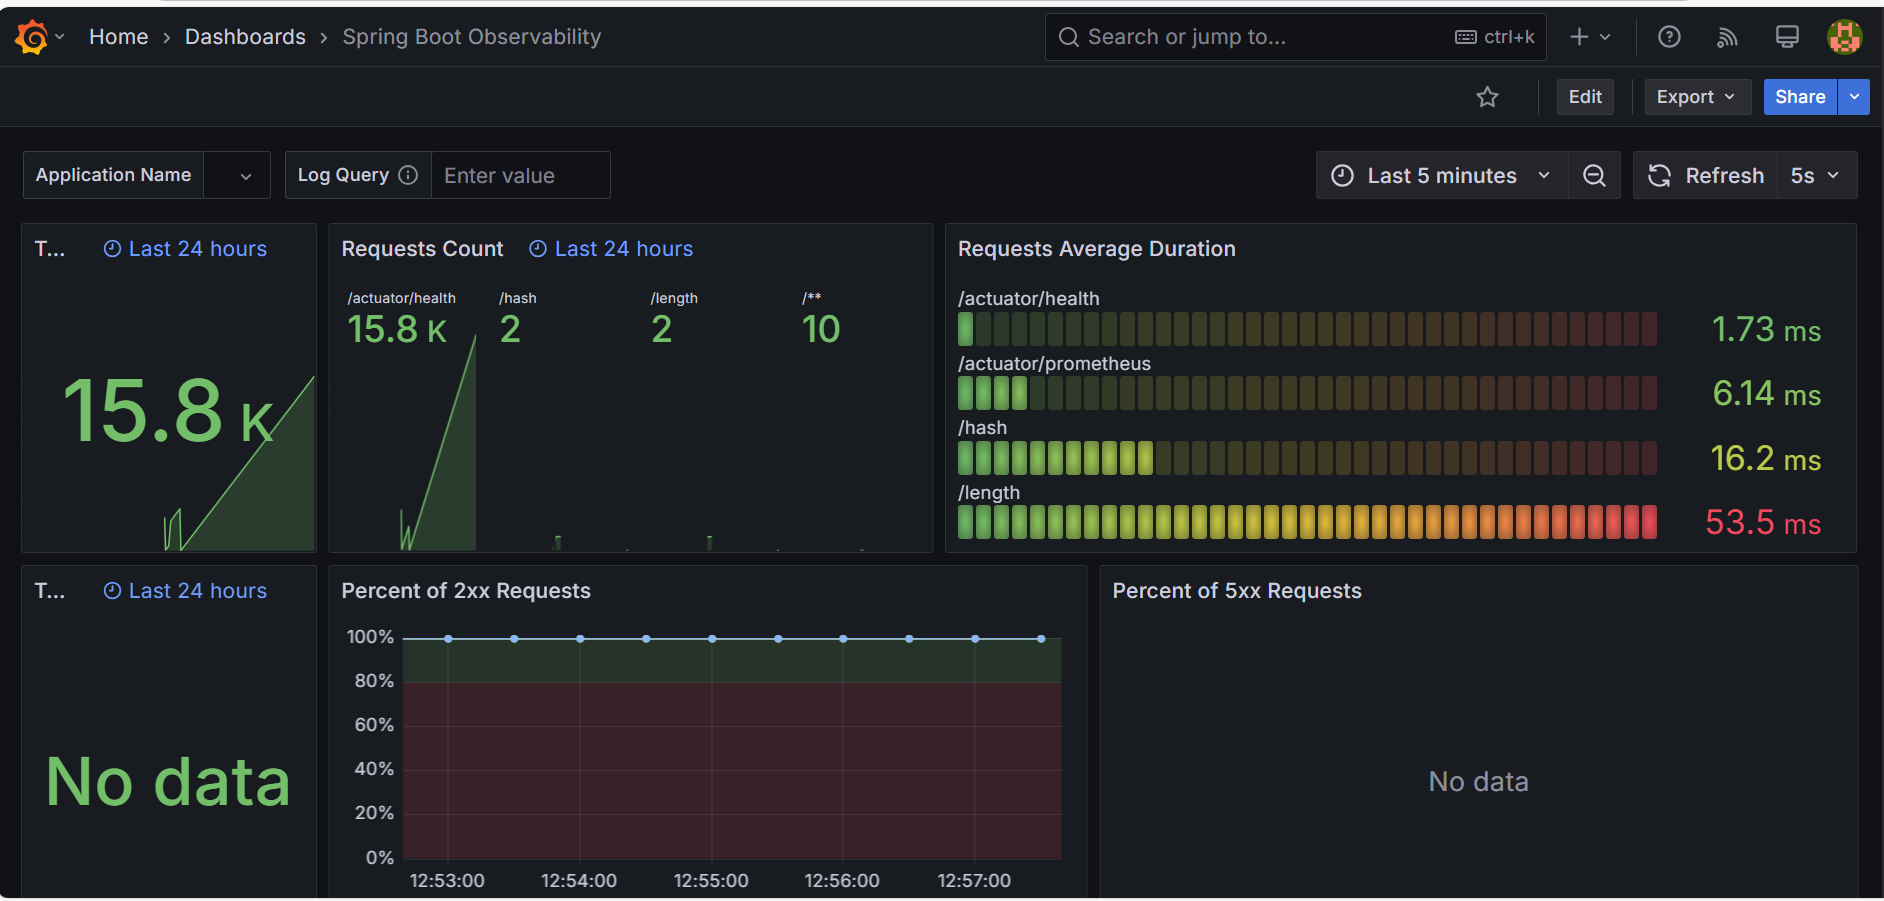 Home › Dashboards › Spring Boot Observability
Search or jump to... ctrl+k
Edit Export Share
Application Name
Log Query Enter value
Last 5 minutes
Refresh 5s
T... Last 24 hours
15.8 K
Requests Count Last 24 hours
/actuator/health /hash /length /**
15.8 K 2 2 10
Requests Average Duration
/actuator/health
1.73 ms
/actuator/prometheus
6.14 ms
/hash
16.2 ms
/length
53.5 ms
T... Last 24 hours
No data
Percent of 2xx Requests
100%
80%
60%
40%
20%
0%
12:53:00 12:54:00 12:55:00 12:56:00 12:57:00
Percent of 5xx Requests
No data